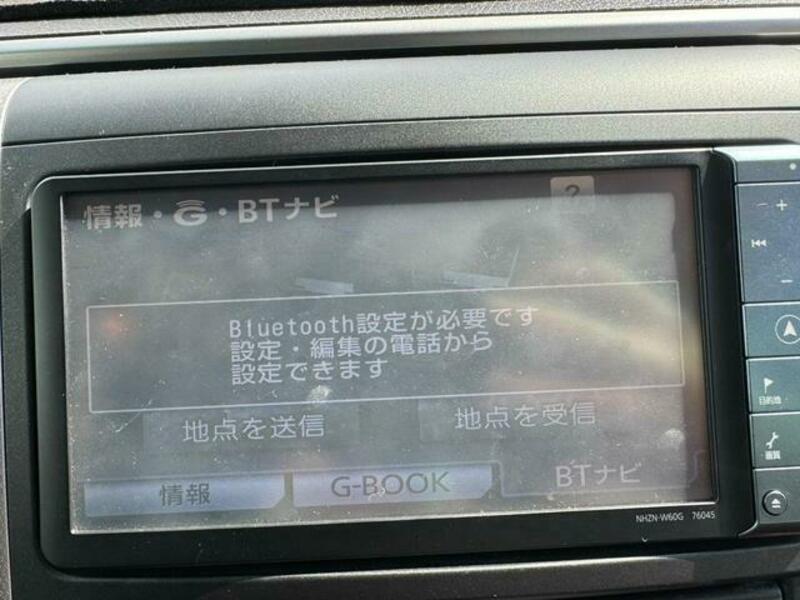 情報・G・BTナビ
?
Bluetooth設定が必要です
設定・編集の電話から
設定できます
地点を送信
地点を受信
情報
G-BOOK
BTナビ
NHZN-W60G 76045
目的地
画質